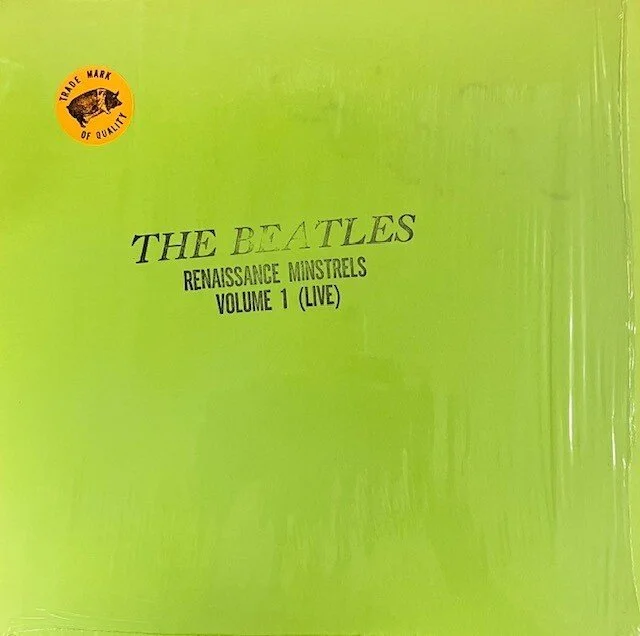 TRADE MARK
OF QUALITY
THE BEATLES
RENAISSANCE MINSTRELS
VOLUME 1 (LIVE)